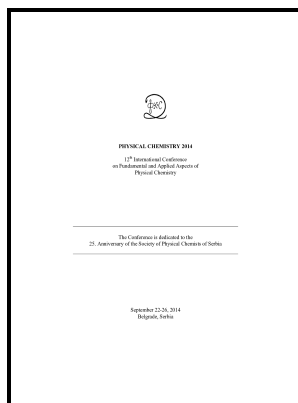 PHYSICAL CHEMISTRY 2014
12th International Conference
on Fundamental and Applied Aspects of
Physical Chemistry
The Conference is dedicated to the
25. Anniversary of the Society of Physical Chemists of Serbia
September 22-26, 2014
Belgrade, Serbia